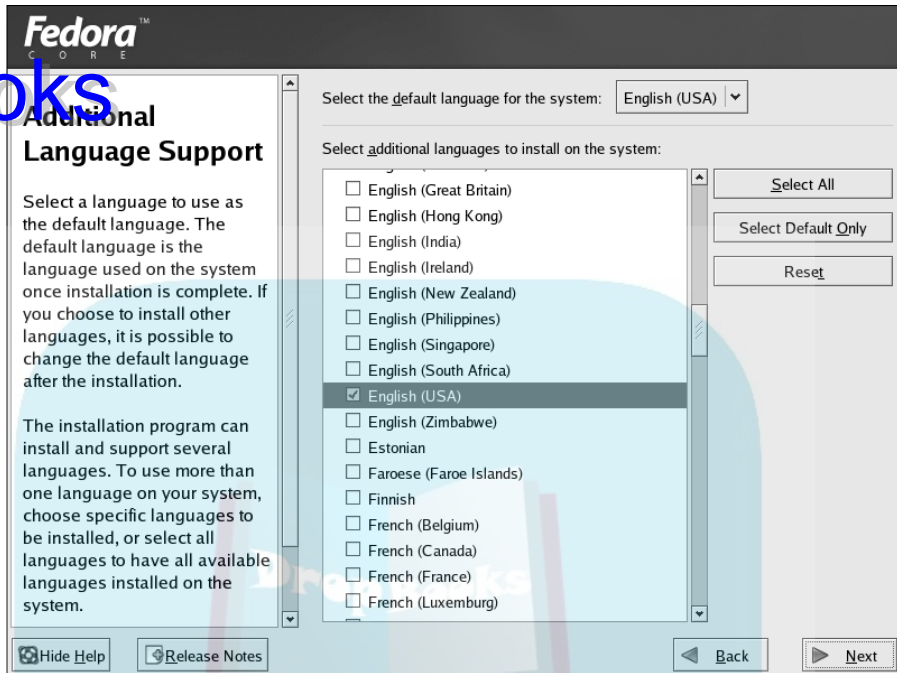 Fedora™
CORE
oks
Additional
Language Support
Select a language to use as
the default language. The
default language is the
language used on the system
once installation is complete. If
you choose to install other
languages, it is possible to
change the default language
after the installation.
The installation program can
install and support several
languages. To use more than
one language on your system,
choose specific languages to
be installed, or select all
languages to have all available
languages installed on the
system.
Select the default language for the system: English (USA)
Select additional languages to install on the system:
English (Great Britain)
English (Hong Kong)
English (India)
English (Ireland)
English (New Zealand)
English (Philippines)
English (Singapore)
English (South Africa)
English (USA)
English (Zimbabwe)
Estonian
Faroese (Faroe Islands)
Finnish
French (Belgium)
French (Canada)
French (France)
French (Luxemburg)
Select All
Select Default Only
Reset
DropBooks
Hide Help
Release Notes
Back
Next